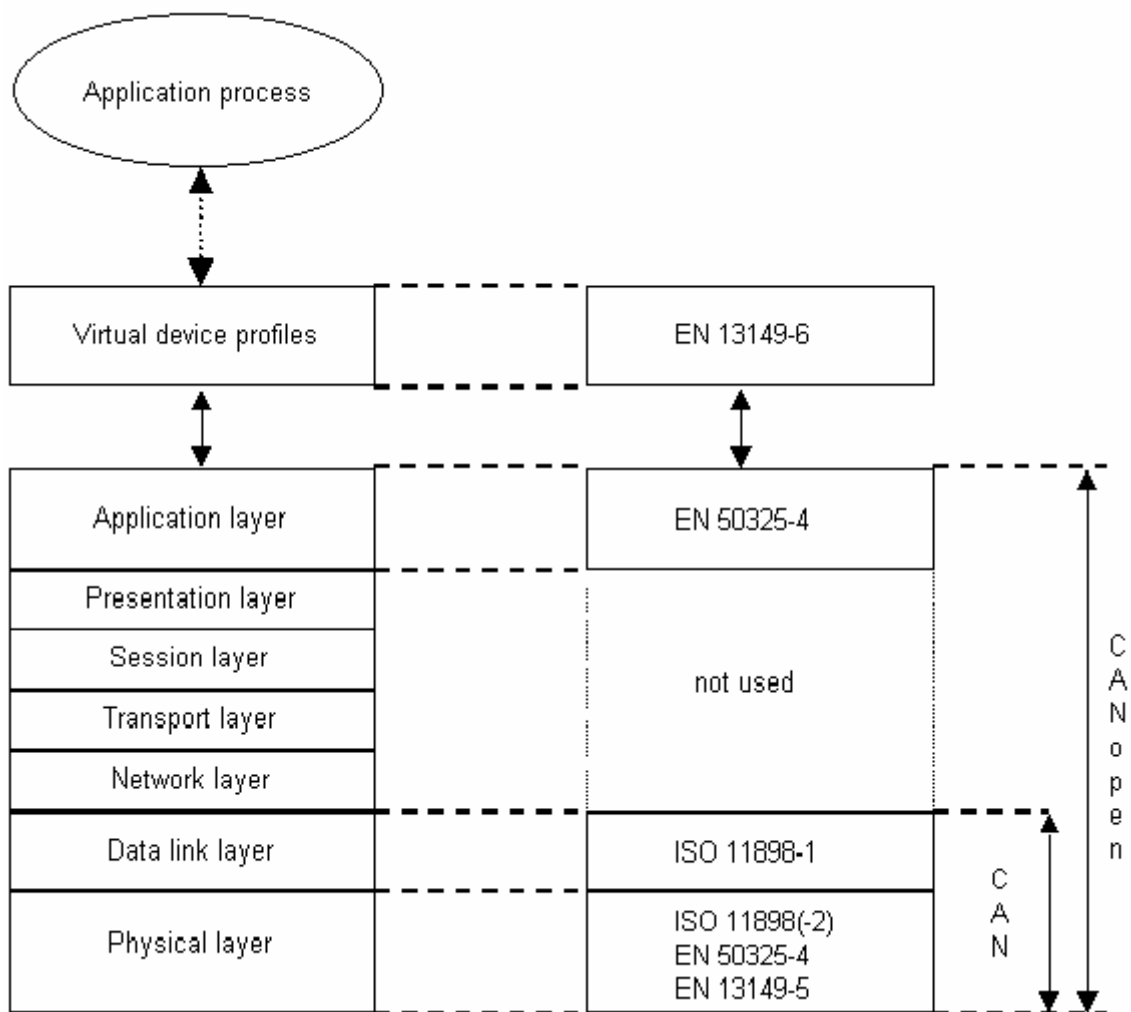 Application process
Virtual device profiles
EN 13149-6
Application layer
EN 50325-4
Presentation layer
Session layer
Transport layer
Network layer
not used
Data link layer
ISO 11898-1
Physical layer
ISO 11898(-2)
EN 50325-4
EN 13149-5
CAN
CANopen